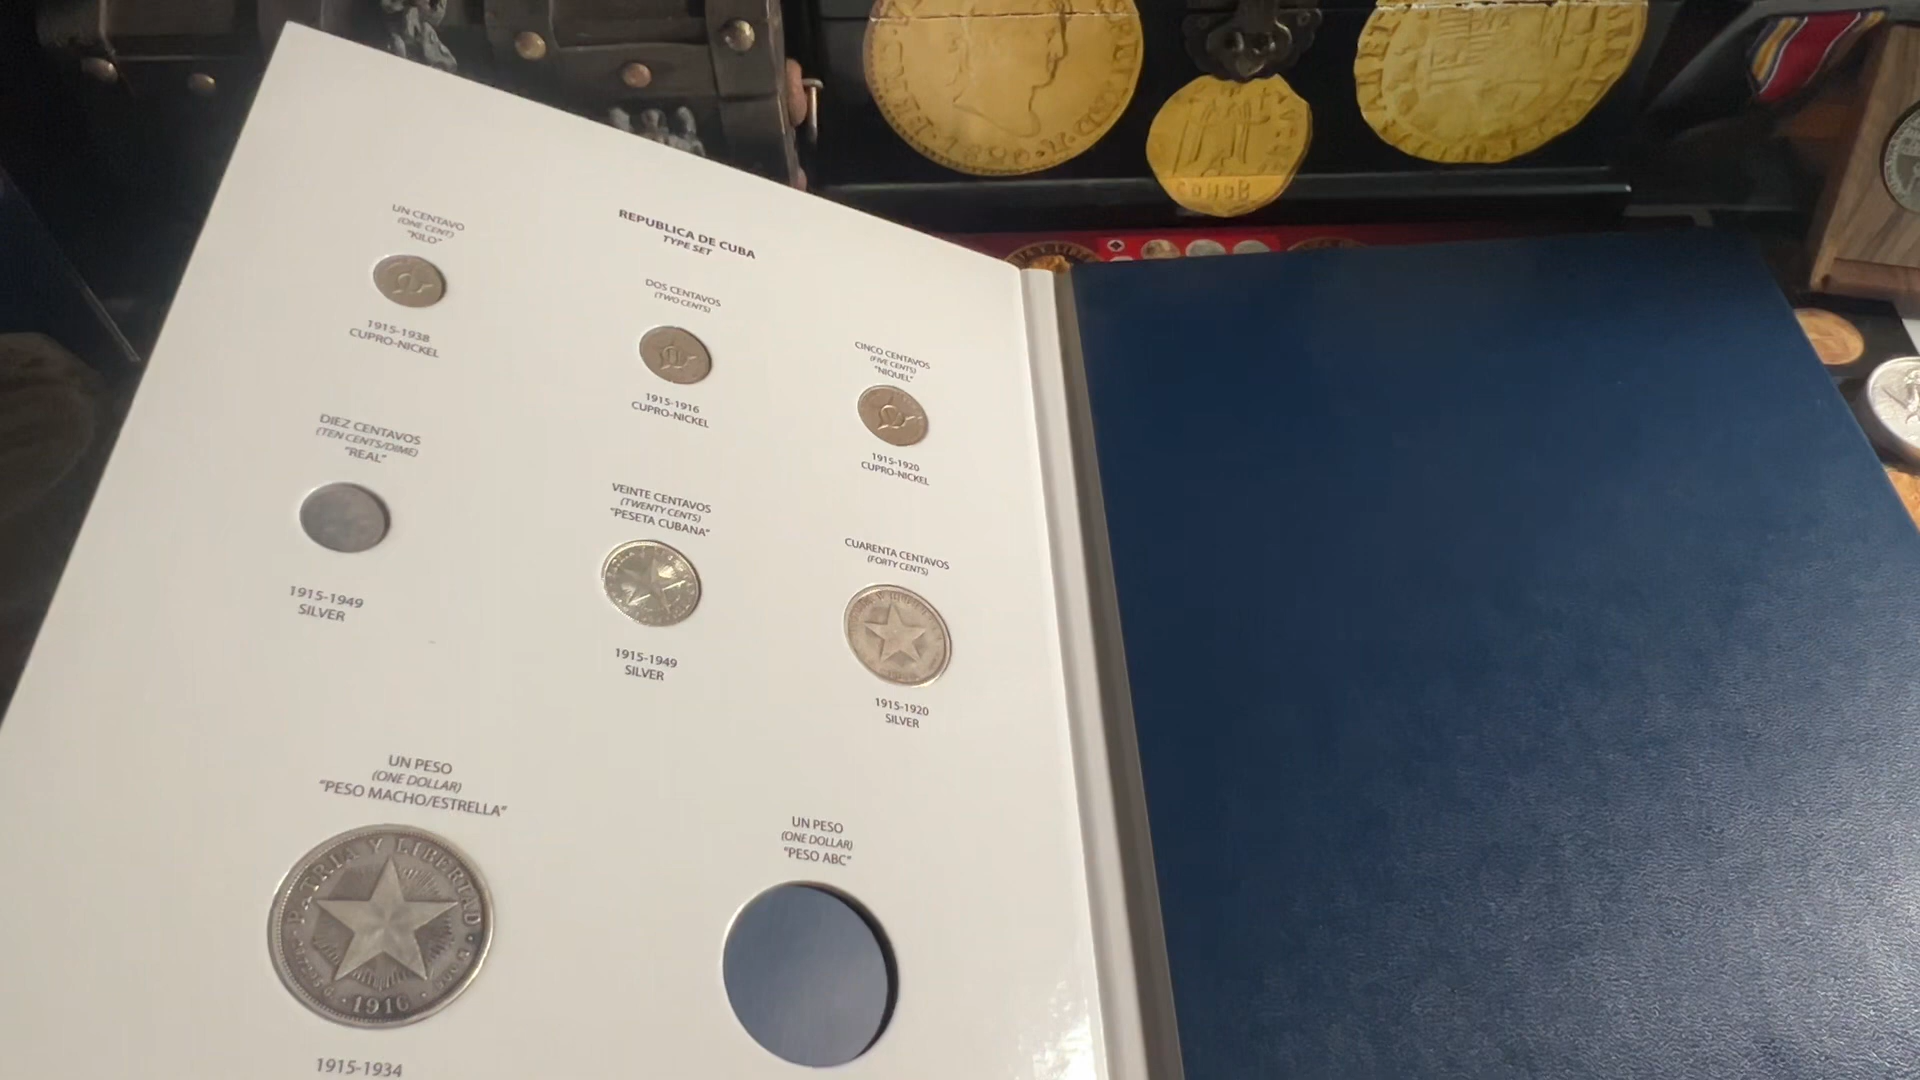 REPUBLICA DE CUBA
TYPE SET
UN CENTAVO
(ONE CENT)
"KILO"
1915-1938
CUPRO-NICKEL
DOS CENTAVOS
(TWO CENTS)
1915-1916
CUPRO-NICKEL
CINCO CENTAVOS
(FIVE CENTS)
"NIQUEL"
1915-1920
CUPRO-NICKEL
DIEZ CENTAVOS
(TEN CENTS/DIME)
"REAL"
1915-1949
SILVER
VEINTE CENTAVOS
(TWENTY CENTS)
"PESETA CUBANA"
1915-1949
SILVER
CUARENTA CENTAVOS
(FORTY CENTS)
1915-1920
SILVER
UN PESO
(ONE DOLLAR)
"PESO MACHO/ESTRELLA"
PATRIA Y LIBERTAD
1916
1915-1934
UN PESO
(ONE DOLLAR)
"PESO ABC"